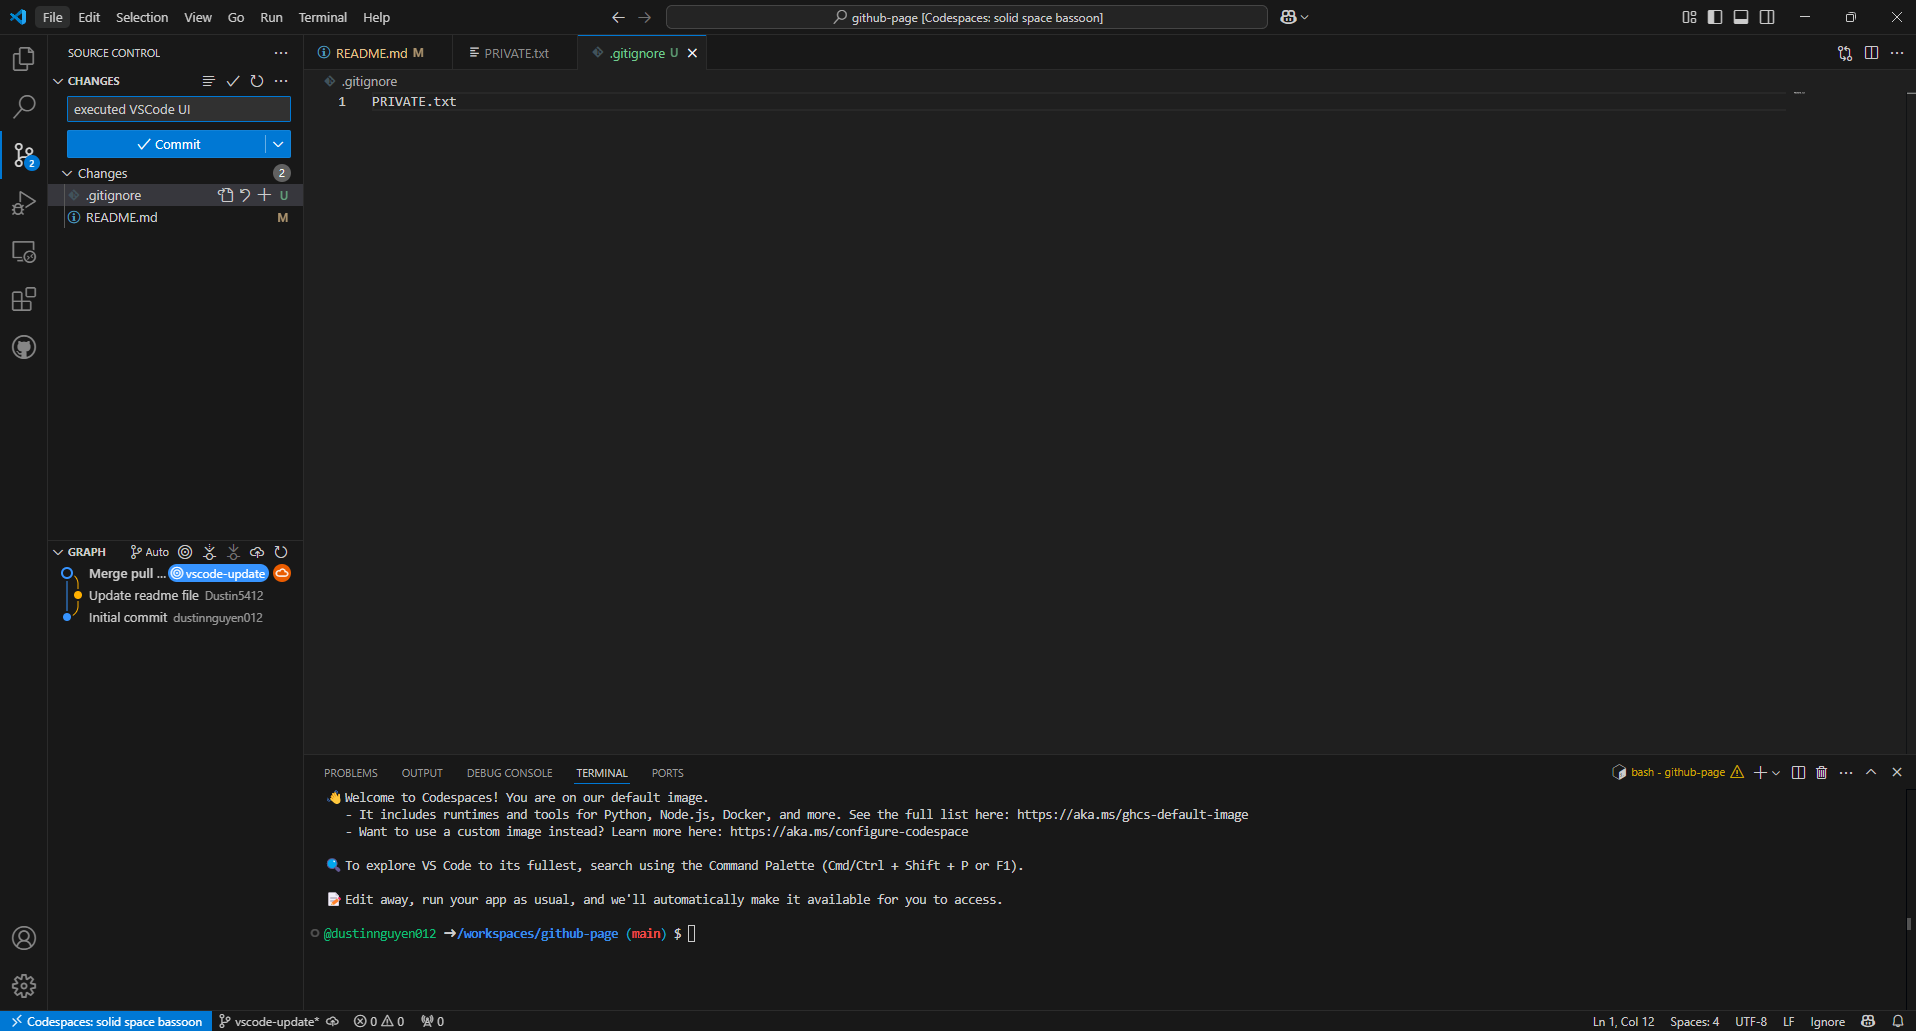 File Edit Selection View Go Run Terminal Help
github-page [Codespaces: solid space bassoon]
SOURCE CONTROL
CHANGES
executed VSCode UI
Commit
Changes 2
.gitignore U
README.md M
GRAPH Auto
Merge pull ... vscode-update
Update readme file Dustin5412
Initial commit dustinnguyen012
2
README.md M PRIVATE.txt .gitignore U
.gitignore
1 PRIVATE.txt
PROBLEMS OUTPUT DEBUG CONSOLE TERMINAL PORTS
bash - github-page
Welcome to Codespaces! You are on our default image.
- It includes runtimes and tools for Python, Node.js, Docker, and more. See the full list here: https://aka.ms/ghcs-default-image
- Want to use a custom image instead? Learn more here: https://aka.ms/configure-codespace
To explore VS Code to its fullest, search using the Command Palette (Cmd/Ctrl + Shift + P or F1).
Edit away, run your app as usual, and we'll automatically make it available for you to access.
@dustinnguyen012 ➜/workspaces/github-page (main) $
Codespaces: solid space bassoon vscode-update* 0 0 0
Ln 1, Col 12 Spaces: 4 UTF-8 LF Ignore